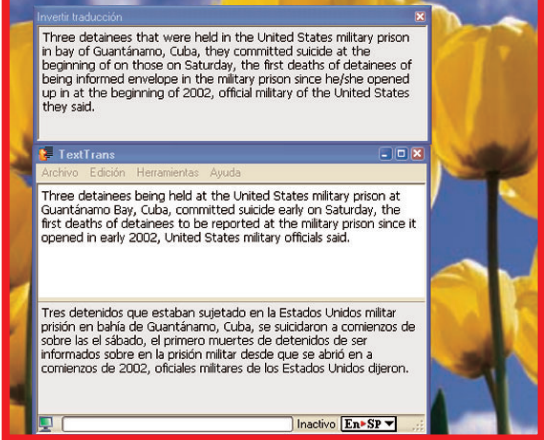 Invertir traducción
Three detainees that were held in the United States military prison
in bay of Guantánamo, Cuba, they committed suicide at the
beginning of on those on Saturday, the first deaths of detainees of
being informed envelope in the military prison since he/she opened
up in at the beginning of 2002, official military of the United States
they said.
TextTrans
Archivo Edición Herramientas Ayuda
Three detainees being held at the United States military prison at
Guantánamo Bay, Cuba, committed suicide early on Saturday, the
first deaths of detainees to be reported at the military prison since it
opened in early 2002, United States military officials said.
Tres detenidos que estaban sujetado en la Estados Unidos militar
prisión en bahía de Guantánamo, Cuba, se suicidaron a comienzos de
sobre las el sábado, el primero muertes de detenidos de ser
informados sobre en la prisión militar desde que se abrió en a
comienzos de 2002, oficiales militares de los Estados Unidos dijeron.
Inactivo En▸SP